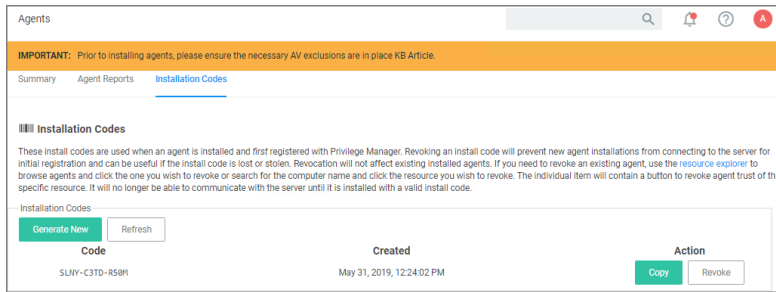 Agents
A
IMPORTANT: Prior to installing agents, please ensure the necessary AV exclusions are in place KB Article.
Summary Agent Reports Installation Codes
Installation Codes
These install codes are used when an agent is installed and first registered with Privilege Manager. Revoking an install code will prevent new agent installations from connecting to the server for
initial registration and can be useful if the install code is lost or stolen. Revocation will not affect existing installed agents. If you need to revoke an existing agent, use the resource explorer to
browse agents and click the one you wish to revoke or search for the computer name and click the resource you wish to revoke. The individual item will contain a button to revoke agent trust of th
specific resource. It will no longer be able to communicate with the server until it is installed with a valid install code.
Installation Codes
Generate New Refresh
Code Created Action
SLNY-C3TD-R50M May 31, 2019, 12:24:02 PM Copy Revoke